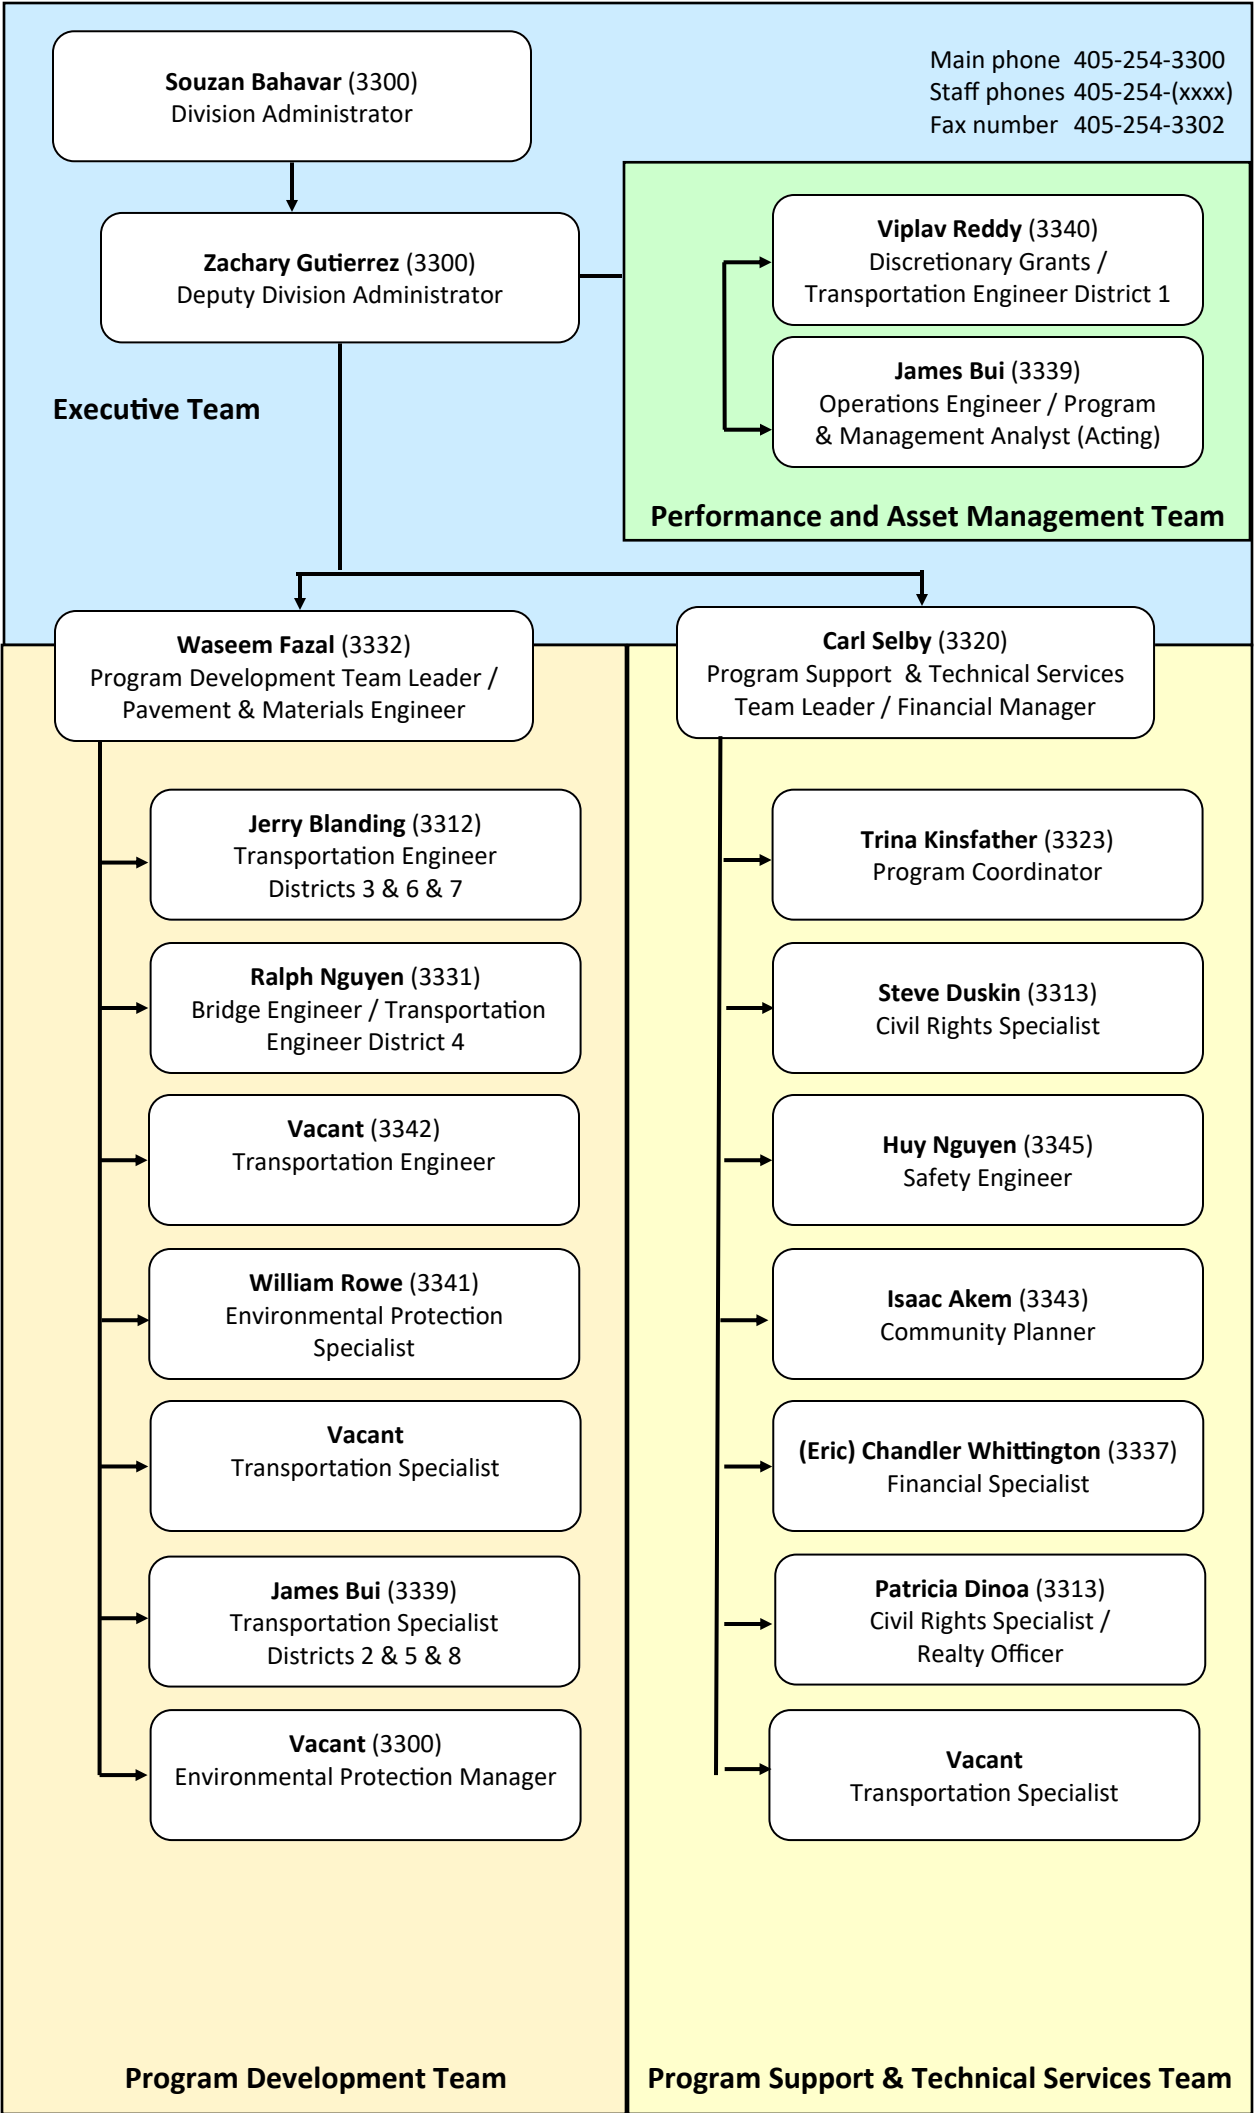 Souzan Bahavar (3300)
Division Administrator
Main phone 405-254-3300
Staff phones 405-254-(xxxx)
Fax number 405-254-3302
Zachary Gutierrez (3300)
Deputy Division Administrator
Executive Team
Viplav Reddy (3340)
Discretionary Grants /
Transportation Engineer District 1
James Bui (3339)
Operations Engineer / Program
& Management Analyst (Acting)
Performance and Asset Management Team
Waseem Fazal (3332)
Program Development Team Leader /
Pavement & Materials Engineer
Jerry Blanding (3312)
Transportation Engineer
Districts 3 & 6 & 7
Ralph Nguyen (3331)
Bridge Engineer / Transportation
Engineer District 4
Vacant (3342)
Transportation Engineer
William Rowe (3341)
Environmental Protection
Specialist
Vacant
Transportation Specialist
James Bui (3339)
Transportation Specialist
Districts 2 & 5 & 8
Vacant (3300)
Environmental Protection Manager
Program Development Team
Carl Selby (3320)
Program Support & Technical Services
Team Leader / Financial Manager
Trina Kinsfather (3323)
Program Coordinator
Steve Duskin (3313)
Civil Rights Specialist
Huy Nguyen (3345)
Safety Engineer
Isaac Akem (3343)
Community Planner
(Eric) Chandler Whittington (3337)
Financial Specialist
Patricia Dinoa (3313)
Civil Rights Specialist /
Realty Officer
Vacant
Transportation Specialist
Program Support & Technical Services Team